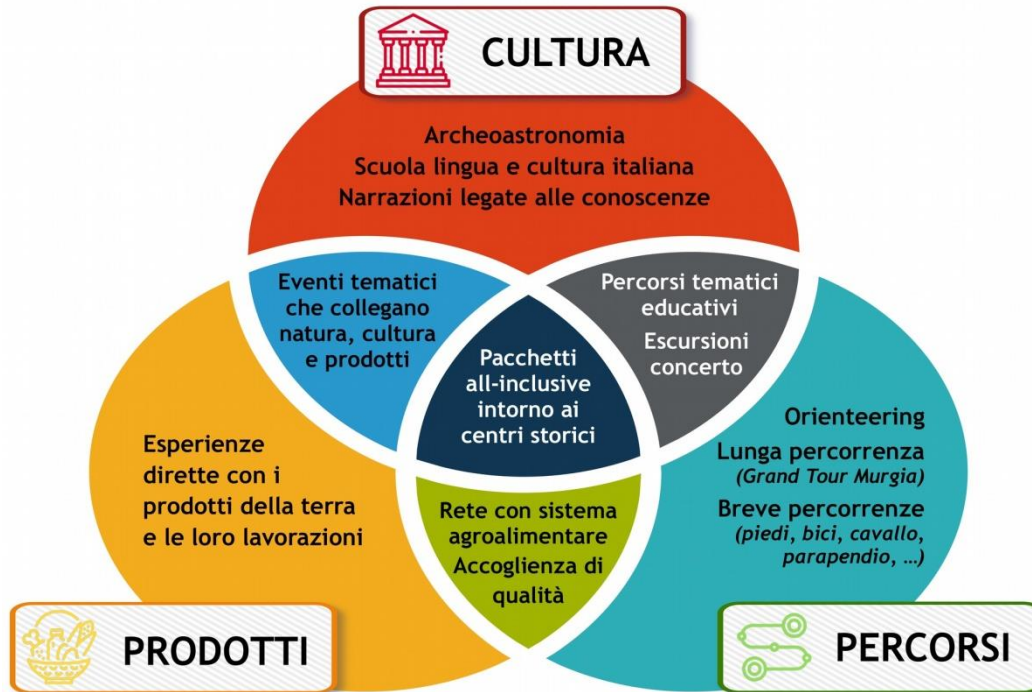 CULTURA
Archeoastronomia
Scuola lingua e cultura italiana
Narrazioni legate alle conoscenze
Eventi tematici
che collegano
natura, cultura
e prodotti
Percorsi tematici
educativi
Escursioni
concerto
Pacchetti
all-inclusive
intorno ai
centri storici
Esperienze
dirette con i
prodotti della terra
e le loro lavorazioni
Orienteering
Lunga percorrenza
(Grand Tour Murgia)
Breve percorrenze
(piedi, bici, cavallo,
parapendio, ...)
Rete con sistema
agroalimentare
Accoglienza di
qualità
PRODOTTI
PERCORSI